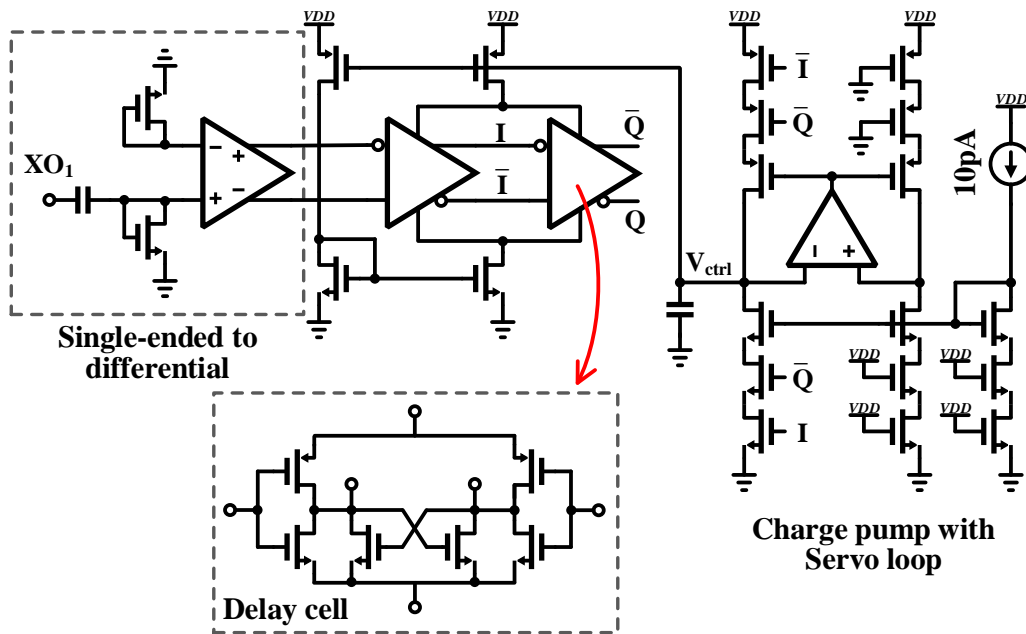 VDD
VDD
VDD
VDD
I̅
VDD
Q̅
I
Q̅
10pA
XO₁
−
+
−
+
I̅
Q
V_ctrl
−
+
Single-ended to
differential
Q̅
VDD
VDD
I
VDD
VDD
Charge pump with
Servo loop
Delay cell